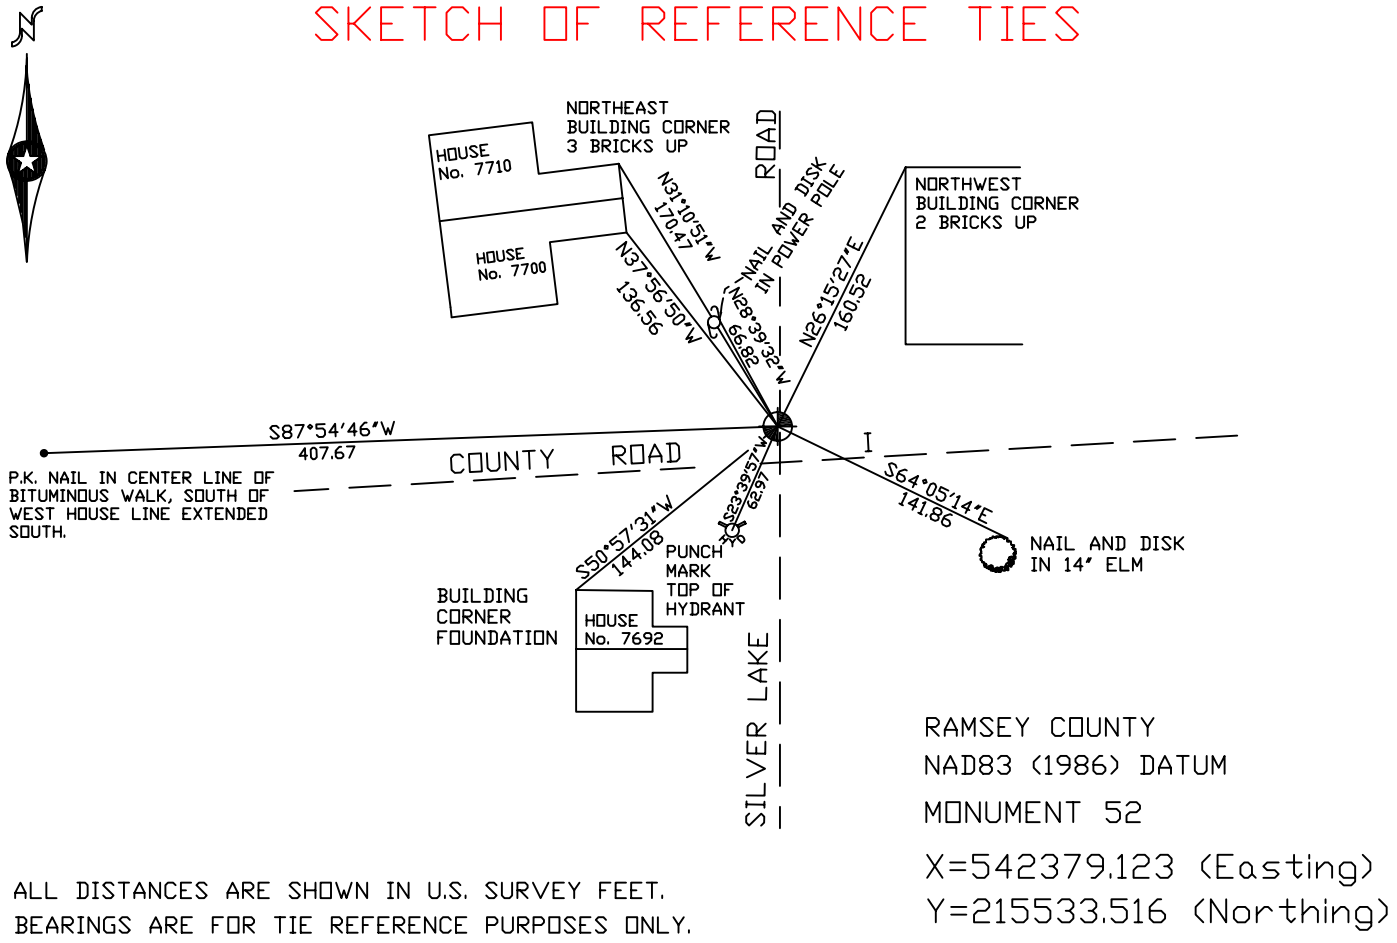 N
SKETCH OF REFERENCE TIES
NORTHEAST
BUILDING CORNER
3 BRICKS UP
HOUSE
No. 7710
HOUSE
No. 7700
N31°10'51"W
170.47
N37°56'50"W
136.56
NAIL AND DISK
IN POWER POLE
N28°39'32"W
66.82
ROAD
N26°15'27"E
160.52
NORTHWEST
BUILDING CORNER
2 BRICKS UP
S87°54'46"W
407.67
P.K. NAIL IN CENTER LINE OF
BITUMINOUS WALK, SOUTH OF
WEST HOUSE LINE EXTENDED
SOUTH.
COUNTY ROAD I
S64°05'14"E
141.86
NAIL AND DISK
IN 14" ELM
S23°39'57"W
62.97
S50°57'31"W
144.08
PUNCH
MARK
TOP OF
HYDRANT
BUILDING
CORNER
FOUNDATION
HOUSE
No. 7692
SILVER LAKE
RAMSEY COUNTY
NAD83 (1986) DATUM
MONUMENT 52
X=542379.123 (Easting)
Y=215533.516 (Northing)
ALL DISTANCES ARE SHOWN IN U.S. SURVEY FEET.
BEARINGS ARE FOR TIE REFERENCE PURPOSES ONLY.